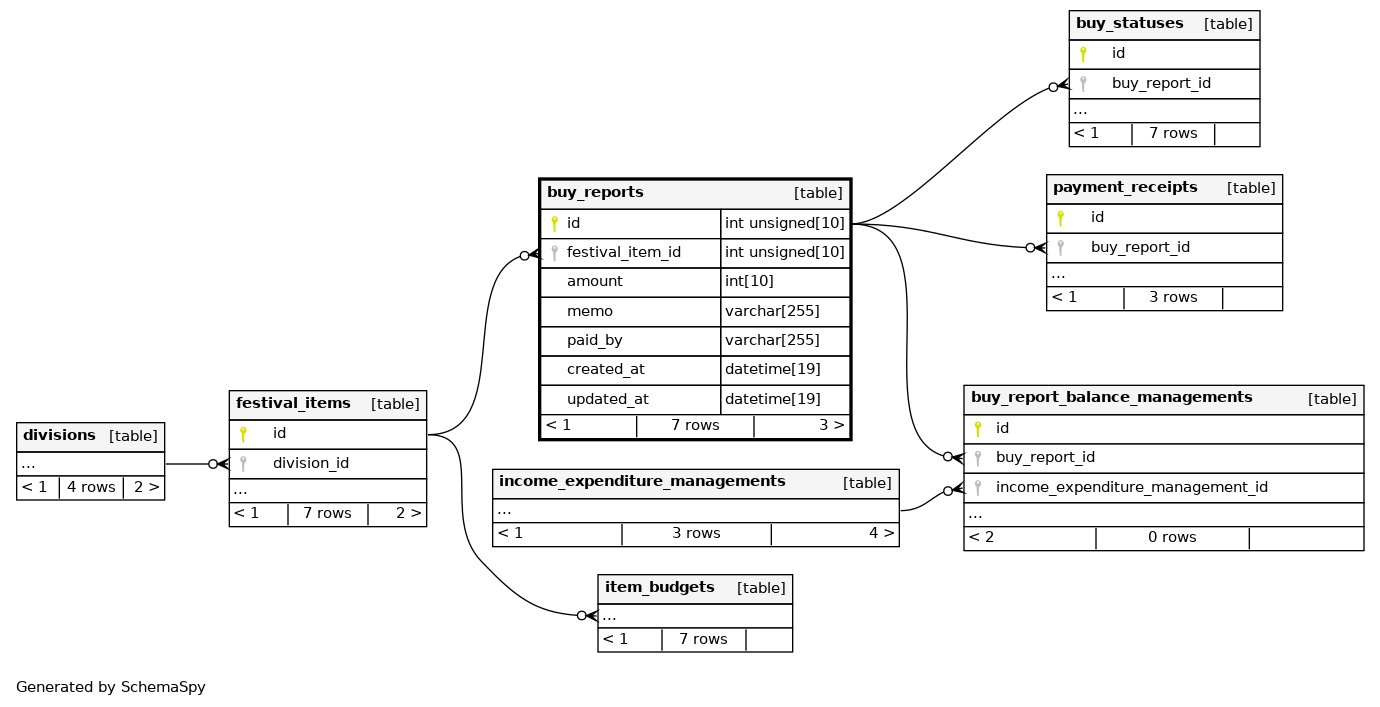 buy_statuses [table]
id
buy_report_id
...
< 1 7 rows
payment_receipts [table]
id
buy_report_id
...
< 1 3 rows
buy_reports [table]
id int unsigned[10]
festival_item_id int unsigned[10]
amount int[10]
memo varchar[255]
paid_by varchar[255]
created_at datetime[19]
updated_at datetime[19]
< 1 7 rows 3 >
buy_report_balance_managements [table]
id
buy_report_id
income_expenditure_management_id
...
< 2 0 rows
festival_items [table]
id
division_id
...
< 1 7 rows 2 >
divisions [table]
...
< 1 4 rows 2 >
income_expenditure_managements [table]
...
< 1 3 rows 4 >
item_budgets [table]
...
< 1 7 rows
Generated by SchemaSpy